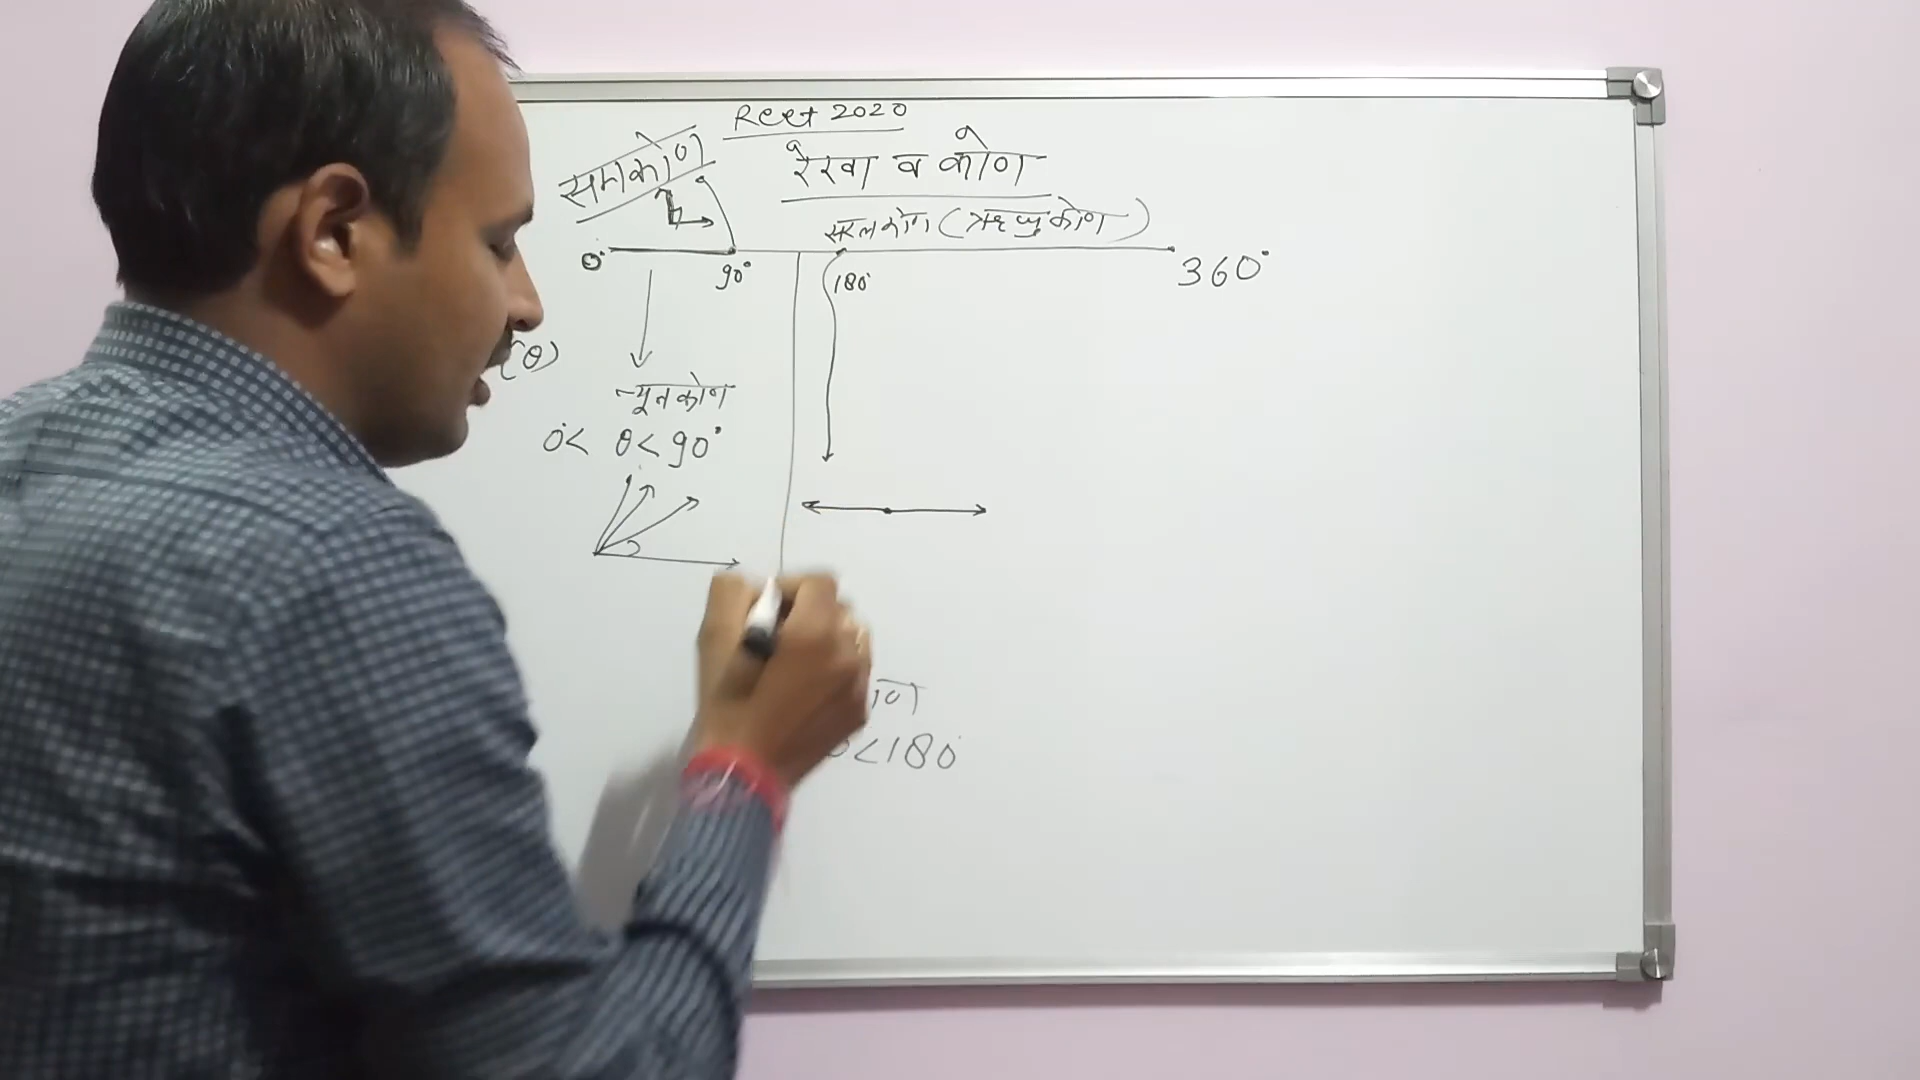 Reet 2020
रेखा व कोण
समकोण
सरलकोण (ऋजुकोण)
0° 90° 180° 360°
(θ)
न्यूनकोण
0°< θ < 90°
<180°